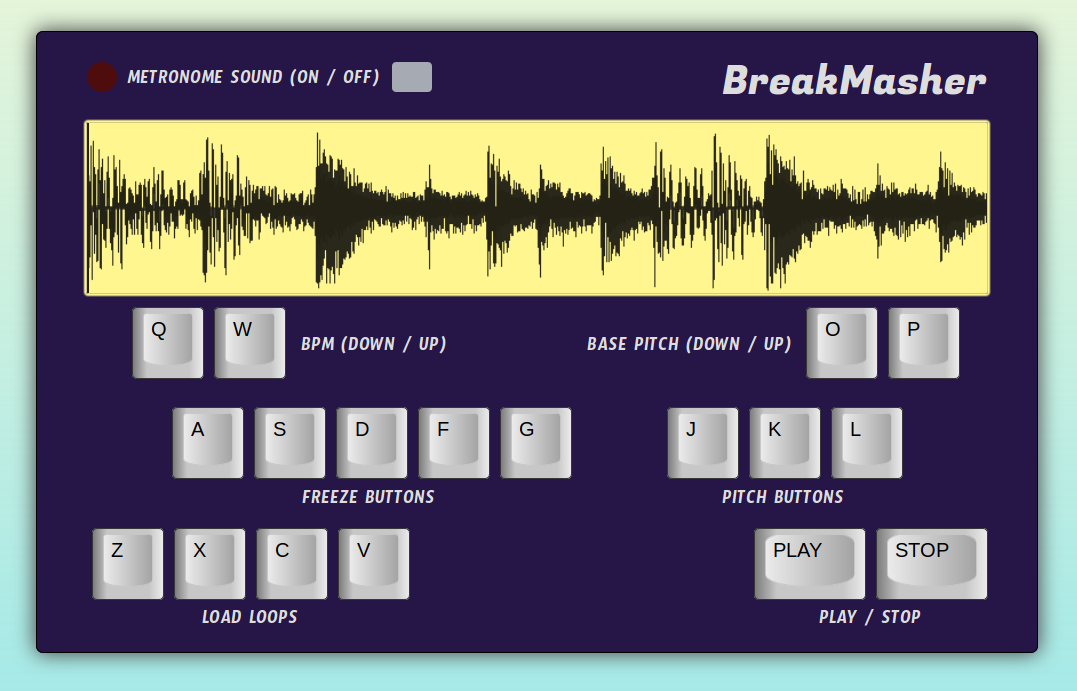 METRONOME SOUND (ON / OFF)
BreakMasher
Q W BPM (DOWN / UP) BASE PITCH (DOWN / UP) O P
A S D F G J K L
FREEZE BUTTONS PITCH BUTTONS
Z X C V PLAY STOP
LOAD LOOPS PLAY / STOP